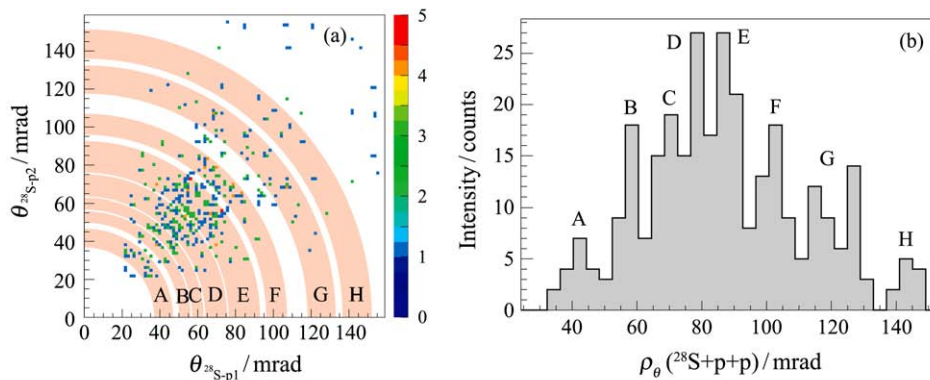 (a)
θ28S-p2 / mrad
160
140
120
100
80
60
40
20
0
A B C D E F G H
0 20 40 60 80 100 120 140
θ28S-p1 / mrad
5
4
3
2
1
0
(b)
Intensity / counts
25
20
15
10
5
0
A
B
C
D
E
F
G
H
40 60 80 100 120 140
ρθ (28S+p+p) / mrad